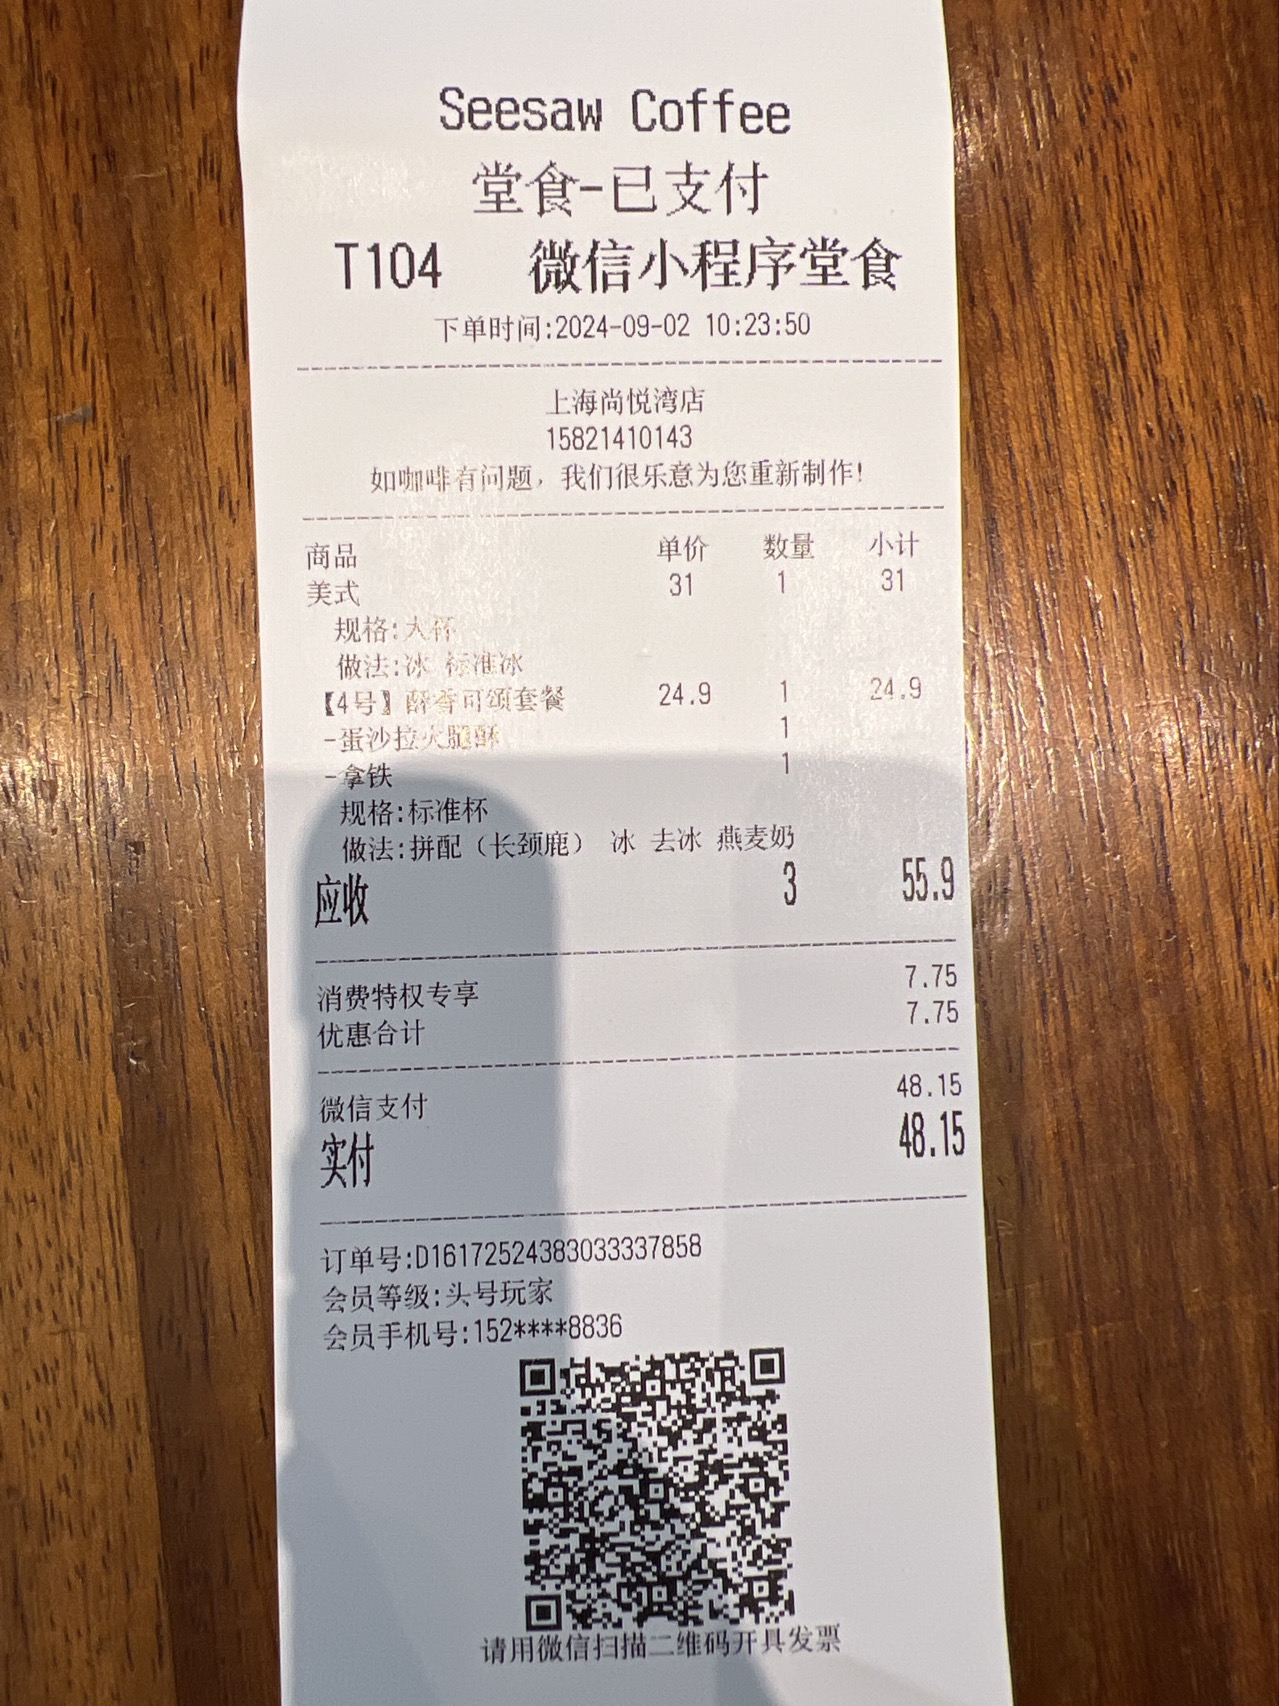 Seesaw Coffee
堂食-已支付
T104 微信小程序堂食
下单时间:2024-09-02 10:23:50
上海尚悦湾店
15821410143
如咖啡有问题，我们很乐意为您重新制作!
商品 单价 数量 小计
美式 31 1 31
规格:大杯
做法:冰 标准冰
【4号】酥香可颂套餐 24.9 1 24.9
-蛋沙拉火腿酥 1
-拿铁 1
规格:标准杯
做法:拼配（长颈鹿） 冰 去冰 燕麦奶
应收 3 55.9
消费特权专享 7.75
优惠合计 7.75
微信支付 48.15
实付 48.15
订单号:D16172524383033337858
会员等级:头号玩家
会员手机号:152****8836
请用微信扫描二维码开具发票